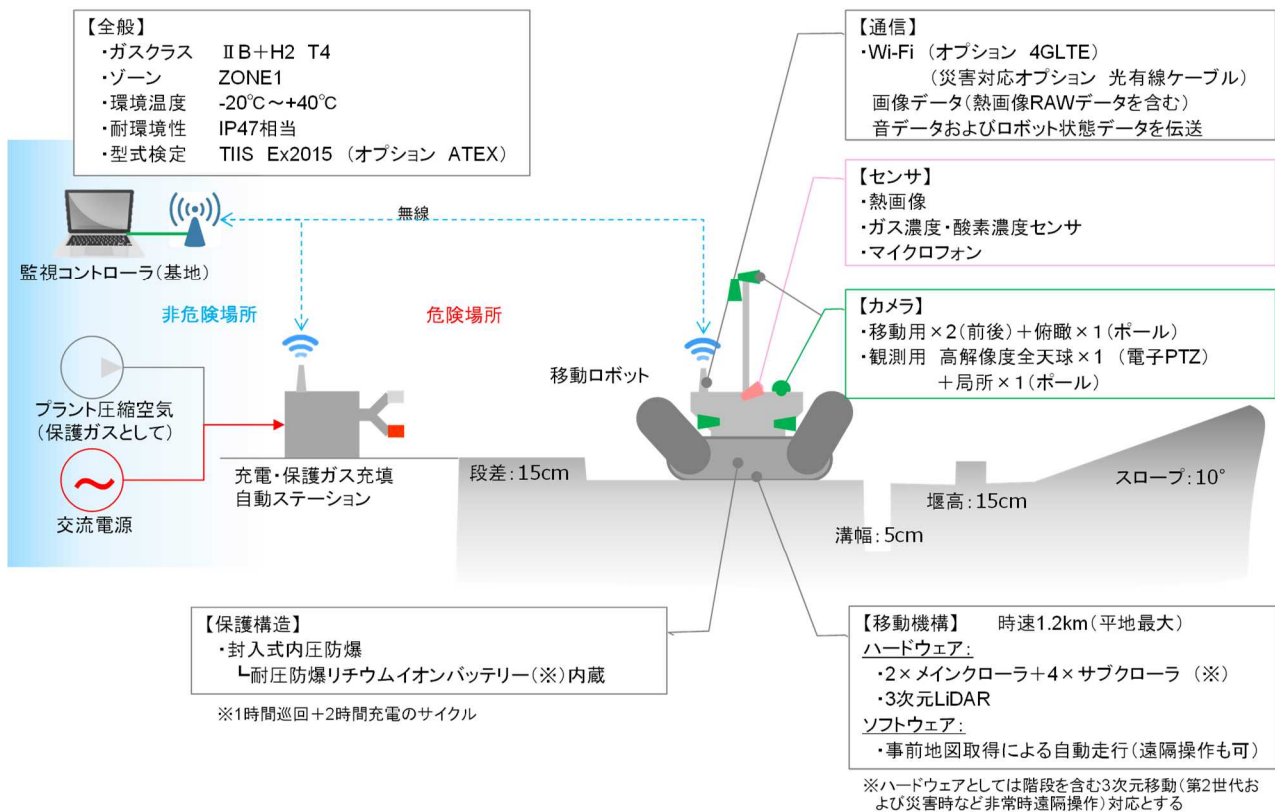 【全般】
・ガスクラス ⅡB+H2 T4
・ゾーン ZONE1
・環境温度 -20℃～+40℃
・耐環境性 IP47相当
・型式検定 TIIS Ex2015 (オプション ATEX)
【通信】
・Wi-Fi (オプション 4GLTE)
(災害対応オプション 光有線ケーブル)
画像データ(熱画像RAWデータを含む)
音データおよびロボット状態データを伝送
【センサ】
・熱画像
・ガス濃度・酸素濃度センサ
・マイクロフォン
【カメラ】
・移動用×2(前後)+俯瞰×1(ポール)
・観測用 高解像度全天球×1 (電子PTZ)
+局所×1(ポール)
無線
監視コントローラ(基地)
非危険場所
危険場所
移動ロボット
プラント圧縮空気
(保護ガスとして)
交流電源
充電・保護ガス充填
自動ステーション
段差:15cm
溝幅:5cm
堰高:15cm
スロープ:10°
【保護構造】
・封入式内圧防爆
┗耐圧防爆リチウムイオンバッテリー(※)内蔵
※1時間巡回+2時間充電のサイクル
【移動機構】 時速1.2km(平地最大)
ハードウェア:
・2×メインクローラ+4×サブクローラ (※)
・3次元LiDAR
ソフトウェア:
・事前地図取得による自動走行(遠隔操作も可)
※ハードウェアとしては階段を含む3次元移動(第2世代お
よび災害時など非常時遠隔操作)対応とする